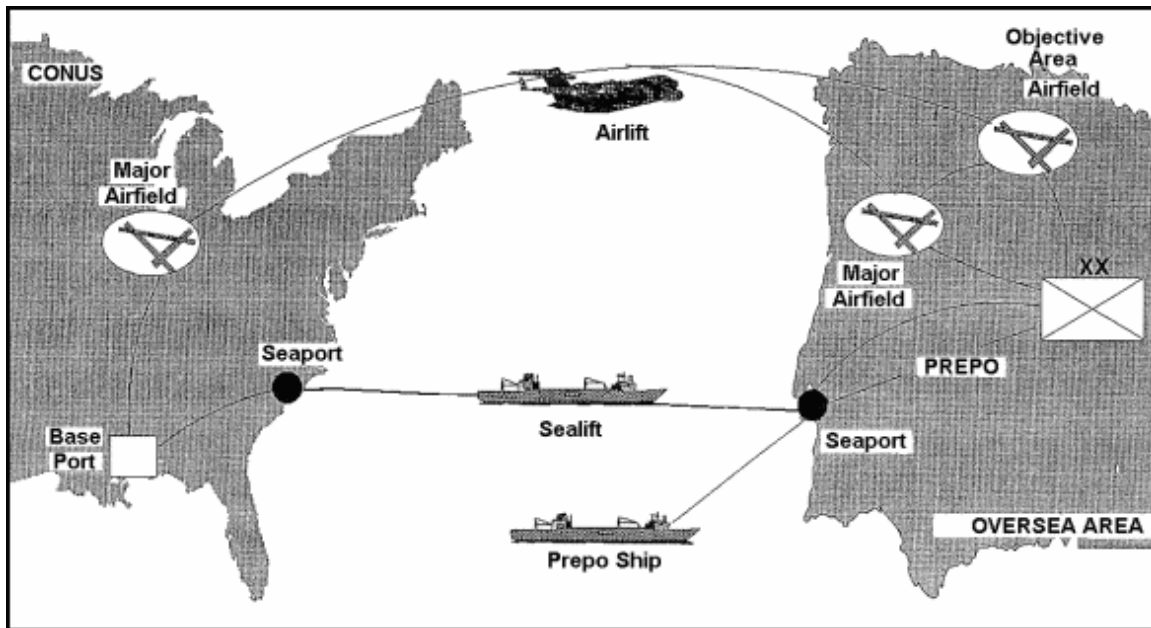 CONUS
Objective
Area
Airfield
Airlift
Major
Airfield
XX
Major
Airfield
Seaport
PREPO
Sealift
Base
Port
Seaport
OVERSEA AREA
Prepo Ship